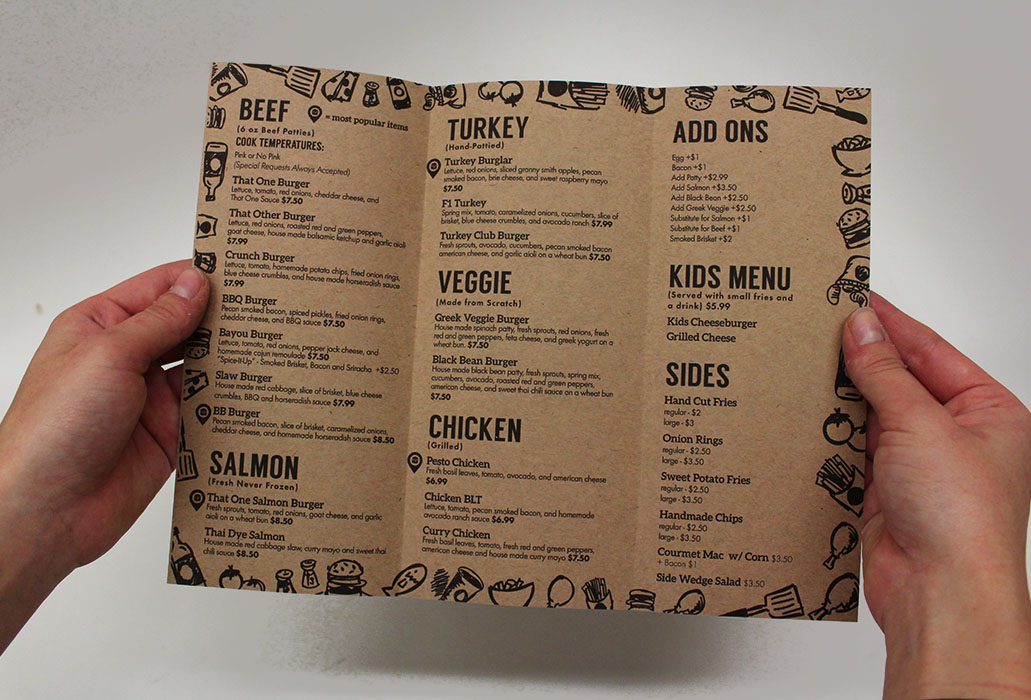 BEEF
= most popular items
(6 oz Beef Patties)
COOK TEMPERATURES:
Pink or No Pink
(Special Requests Always Accepted)
That One Burger
Lettuce, tomato, red onions, cheddar cheese, and
That One Sauce $7.50
That Other Burger
Lettuce, red onions, roasted red and green peppers,
goat cheese, house made balsamic ketchup and garlic aioli
$7.99
Crunch Burger
Lettuce, tomato, homemade potato chips, fried onion rings,
blue cheese crumbles, and house made horseradish sauce
$7.99
BBQ Burger
Pecan smoked bacon, spiced pickles, fried onion rings,
cheddar cheese, and BBQ sauce $7.50
Bayou Burger
Lettuce, tomato, red onions, pepper jack cheese, and
homemade cajun remoulade $7.50
"Spice-It-Up" - Smoked Brisket, Bacon and Sriracha +$2.50
Slaw Burger
House made red cabbage, slice of brisket, blue cheese
crumbles, BBQ and horseradish sauce $7.99
BB Burger
Pecan smoked bacon, slice of brisket, caramelized onions,
cheddar cheese, and homemade horseradish sauce $8.50
SALMON
(Fresh Never Frozen)
That One Salmon Burger
Fresh sprouts, tomato, red onions, goat cheese, and garlic
aioli on a wheat bun $8.50
Thai Dye Salmon
House made red cabbage slaw, curry mayo and sweet thai
chili sauce $8.50
TURKEY
(Hand-Pattied)
Turkey Burglar
Lettuce, red onions, sliced granny smith apples, pecan
smoked bacon, brie cheese, and sweet raspberry mayo
$7.50
F1 Turkey
Spring mix, tomato, caramelized onions, cucumbers, slice of
brisket, blue cheese crumbles, and avocado ranch $7.99
Turkey Club Burger
Fresh sprouts, avocado, cucumbers, pecan smoked bacon
american cheese, and garlic aioli on a wheat bun $7.50
VEGGIE
(Made from Scratch)
Greek Veggie Burger
House made spinach patty, fresh sprouts, red onions, fresh
red and green peppers, feta cheese, and greek yogurt on a
wheat bun. $7.50
Black Bean Burger
House made black bean patty, fresh sprouts, spring mix,
cucumbers, avocado, roasted red and green peppers,
american cheese, and sweet thai chili sauce on a wheat bun
$7.50
CHICKEN
(Grilled)
Pesto Chicken
Fresh basil leaves, tomato, avocado, and american cheese
$6.99
Chicken BLT
Lettuce, tomato, pecan smoked bacon, and homemade
avocado ranch sauce $6.99
Curry Chicken
Fresh basil leaves, tomato, fresh red and green peppers,
american cheese and house made curry mayo $7.50
ADD ONS
Egg +$1
Bacon +$1
Add Patty +$2.99
Add Salmon +$3.50
Add Black Bean +$2.50
Add Greek Veggie +$2.50
Substitute for Salmon +$1
Substitute for Beef +$1
Smoked Brisket +$2
KIDS MENU
(Served with small fries and
a drink) $5.99
Kids Cheeseburger
Grilled Cheese
SIDES
Hand Cut Fries
regular - $2
large - $3
Onion Rings
regular - $2.50
large - $3.50
Sweet Potato Fries
regular - $2.50
large - $3.50
Handmade Chips
regular - $2.50
large - $3.50
Gourmet Mac w/ Corn $3.50
+ Bacon $1
Side Wedge Salad $3.50